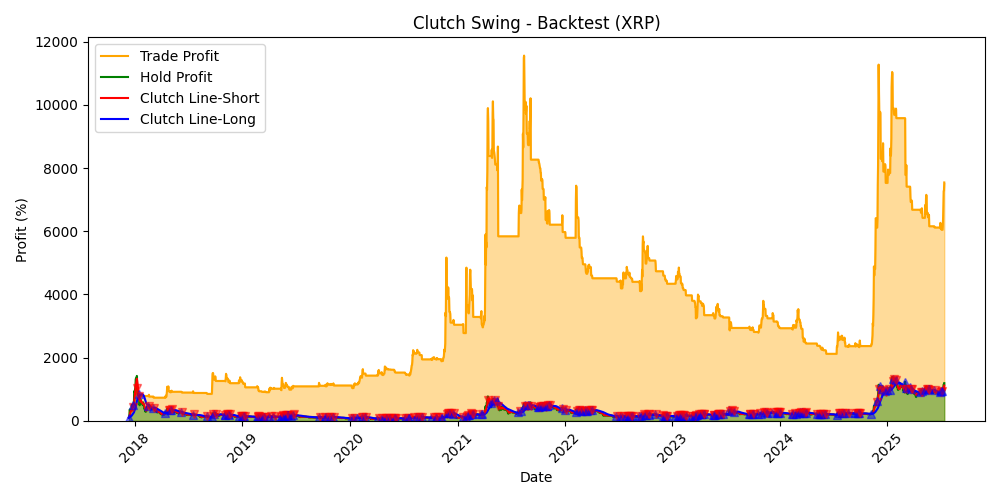 Clutch Swing - Backtest (XRP)
Trade Profit
Hold Profit
Clutch Line-Short
Clutch Line-Long
Profit (%)
12000
10000
8000
6000
4000
2000
0
2018
2019
2020
2021
2022
2023
2024
2025
Date